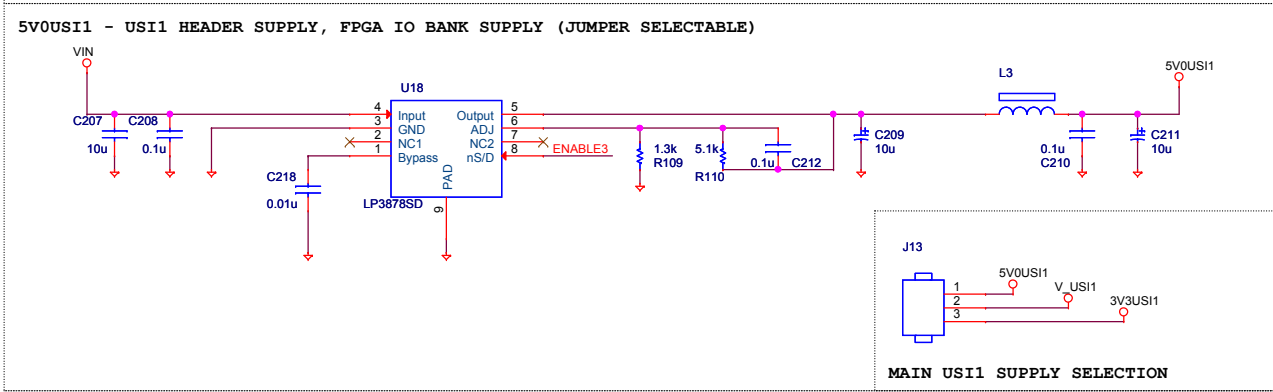 5V0USI1 - USI1 HEADER SUPPLY, FPGA IO BANK SUPPLY (JUMPER SELECTABLE)
VIN
5V0USI1
U18
L3
4 Input Output 5
3 GND ADJ 6
2 NC1 NC2 7
1 Bypass nS/D 8
PAD
9
LP3878SD
ENABLE3
C207
10u
C208
0.1u
C218
0.01u
1.3k
R109
5.1k
R110
0.1u
C212
C209
10u
0.1u
C210
C211
10u
J13
1 5V0USI1
2 V_USI1
3 3V3USI1
MAIN USI1 SUPPLY SELECTION